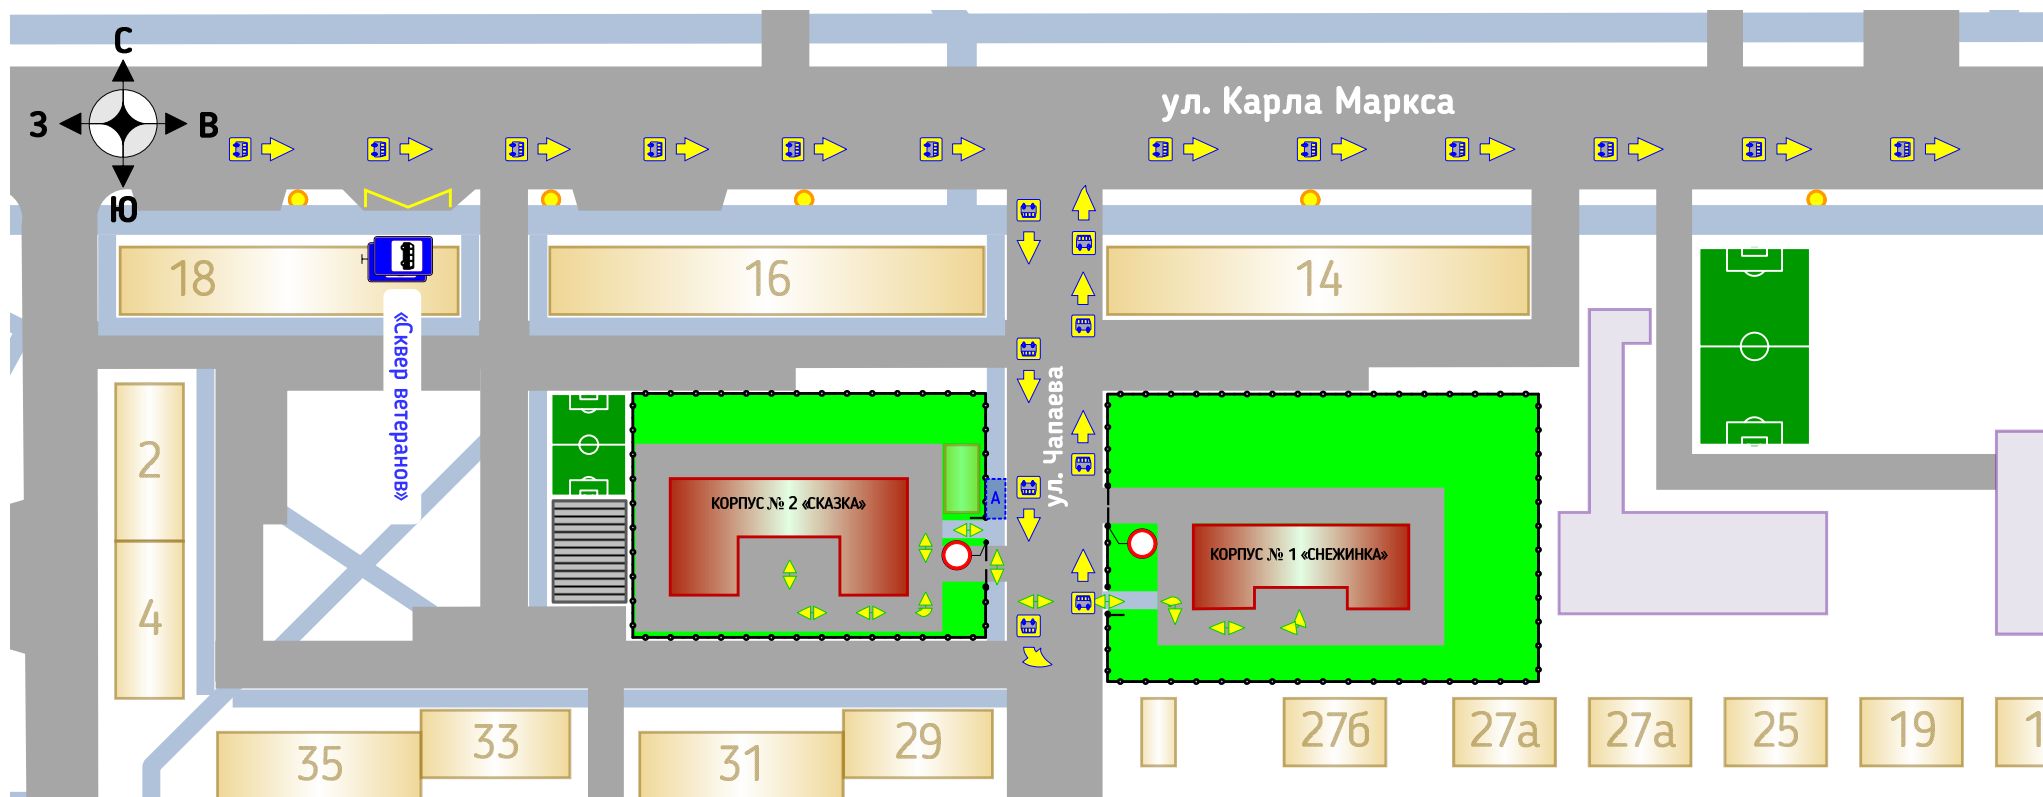 С
З
В
Ю
ул. Карла Маркса
18
16
14
«Сквер ветеранов»
ул. Чапаева
2
4
КОРПУС № 2 «СКАЗКА»
А
КОРПУС № 1 «СНЕЖИНКА»
35
33
31
29
27б
27а
27а
25
19
1